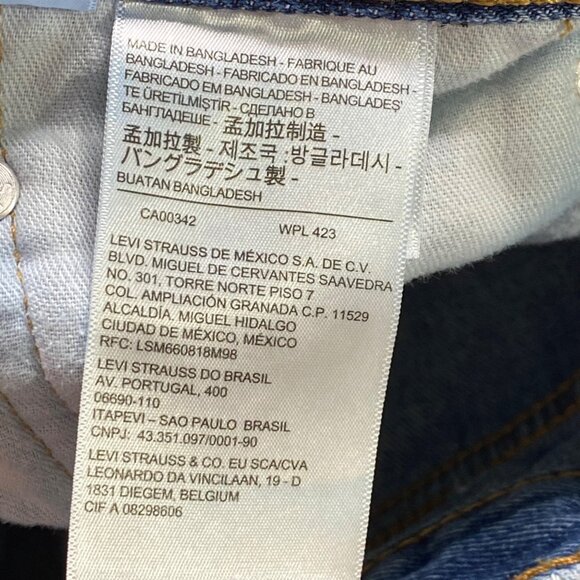 MADE IN BANGLADESH - FABRIQUE AU
BANGLADESH - FABRICADO EN BANGLADESH -
FABRICADO EM BANGLADESH - BANGLADEŞ'
TE ÜRETİLMİŞTİR - СДЕЛАНО В
БАНГЛАДЕШЕ - 孟加拉制造 -
孟加拉製 - 제조국 :방글라데시 -
バングラデシュ製 -
BUATAN BANGLADESH
CA00342 WPL 423
LEVI STRAUSS DE MÉXICO S.A. DE C.V.
BLVD. MIGUEL DE CERVANTES SAAVEDRA
NO. 301, TORRE NORTE PISO 7
COL. AMPLIACIÓN GRANADA C.P. 11529
ALCALDÍA. MIGUEL HIDALGO
CIUDAD DE MÉXICO, MÉXICO
RFC: LSM660818M98
LEVI STRAUSS DO BRASIL
AV. PORTUGAL, 400
06690-110
ITAPEVI – SAO PAULO BRASIL
CNPJ: 43.351.097/0001-90
LEVI STRAUSS & CO. EU SCA/CVA
LEONARDO DA VINCILAAN, 19 - D
1831 DIEGEM, BELGIUM
CIF A 08298606